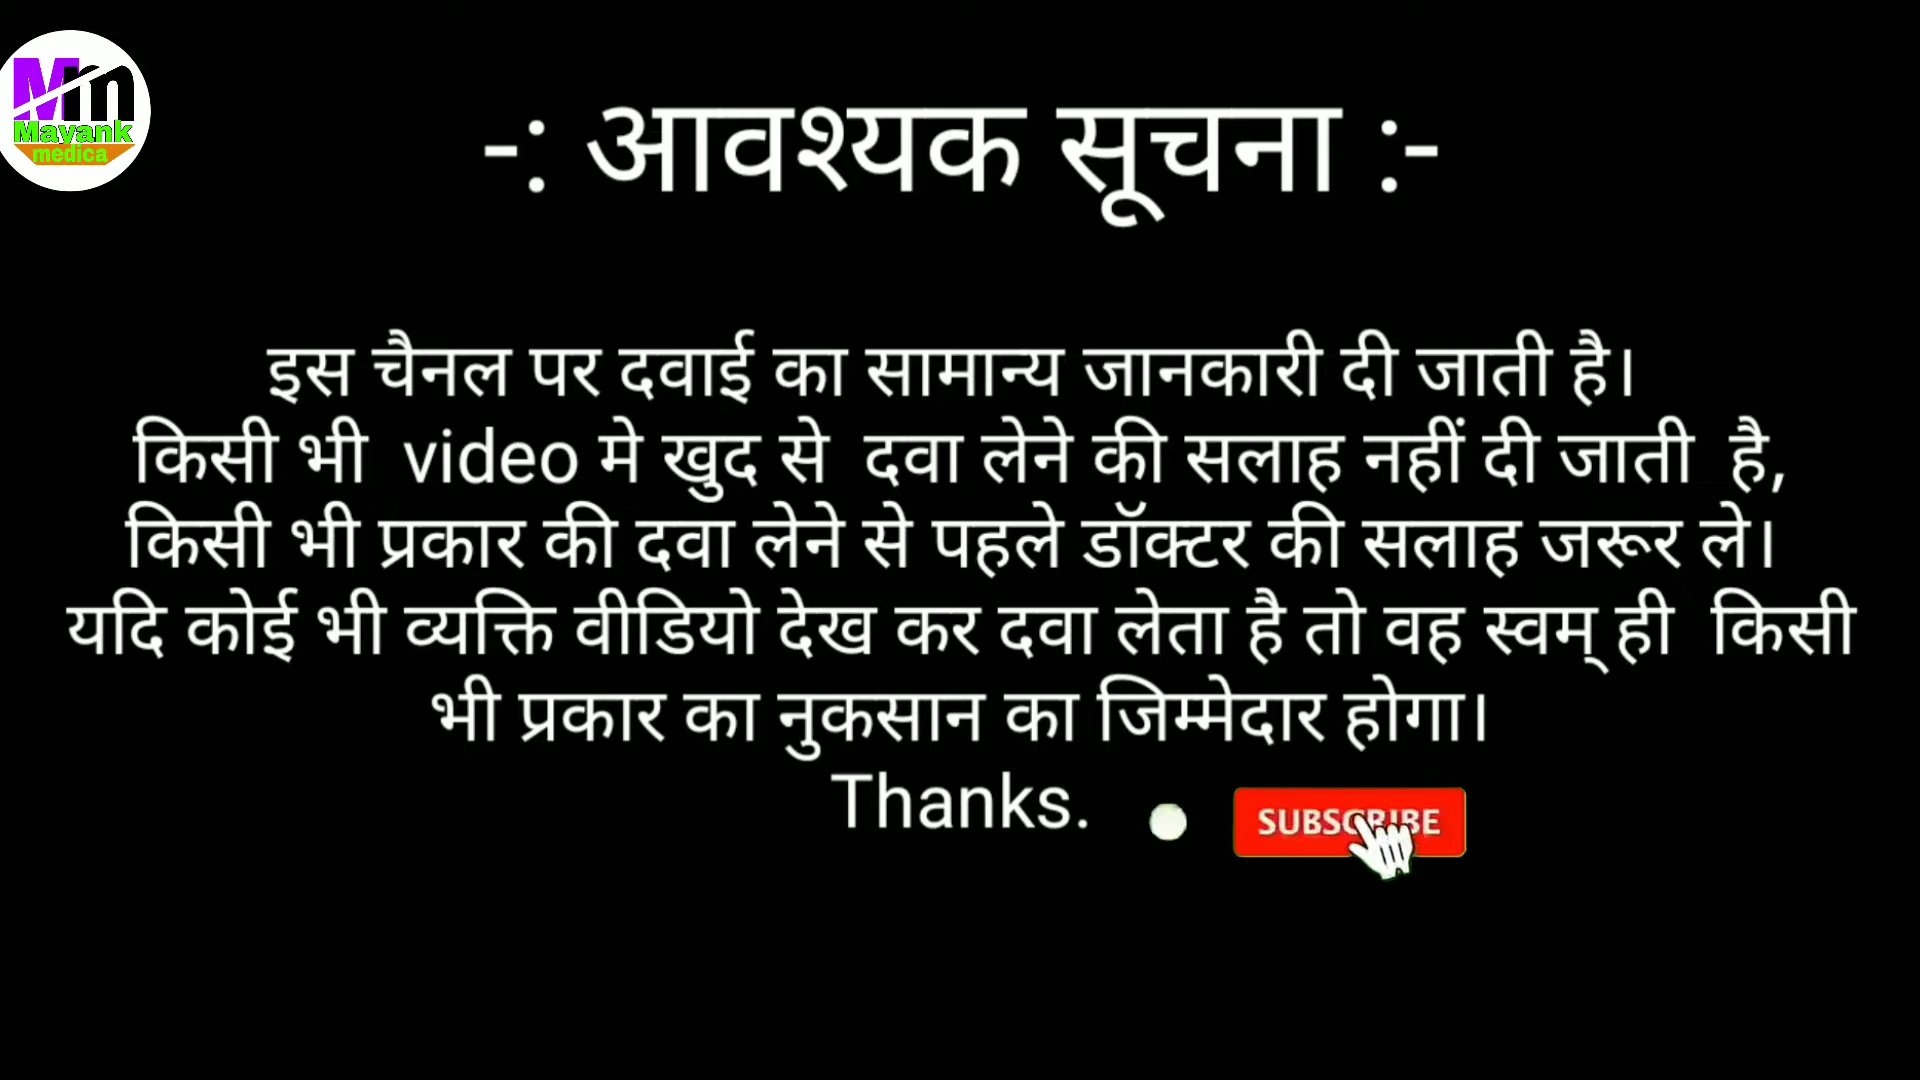 Mm
Mayank
medica
-: आवश्यक सूचना :-
इस चैनल पर दवाई का सामान्य जानकारी दी जाती है।
किसी भी video मे खुद से दवा लेने की सलाह नहीं दी जाती है,
किसी भी प्रकार की दवा लेने से पहले डॉक्टर की सलाह जरूर ले।
यदि कोई भी व्यक्ति वीडियो देख कर दवा लेता है तो वह स्वम् ही किसी
भी प्रकार का नुकसान का जिम्मेदार होगा।
Thanks.
SUBSCRIBE